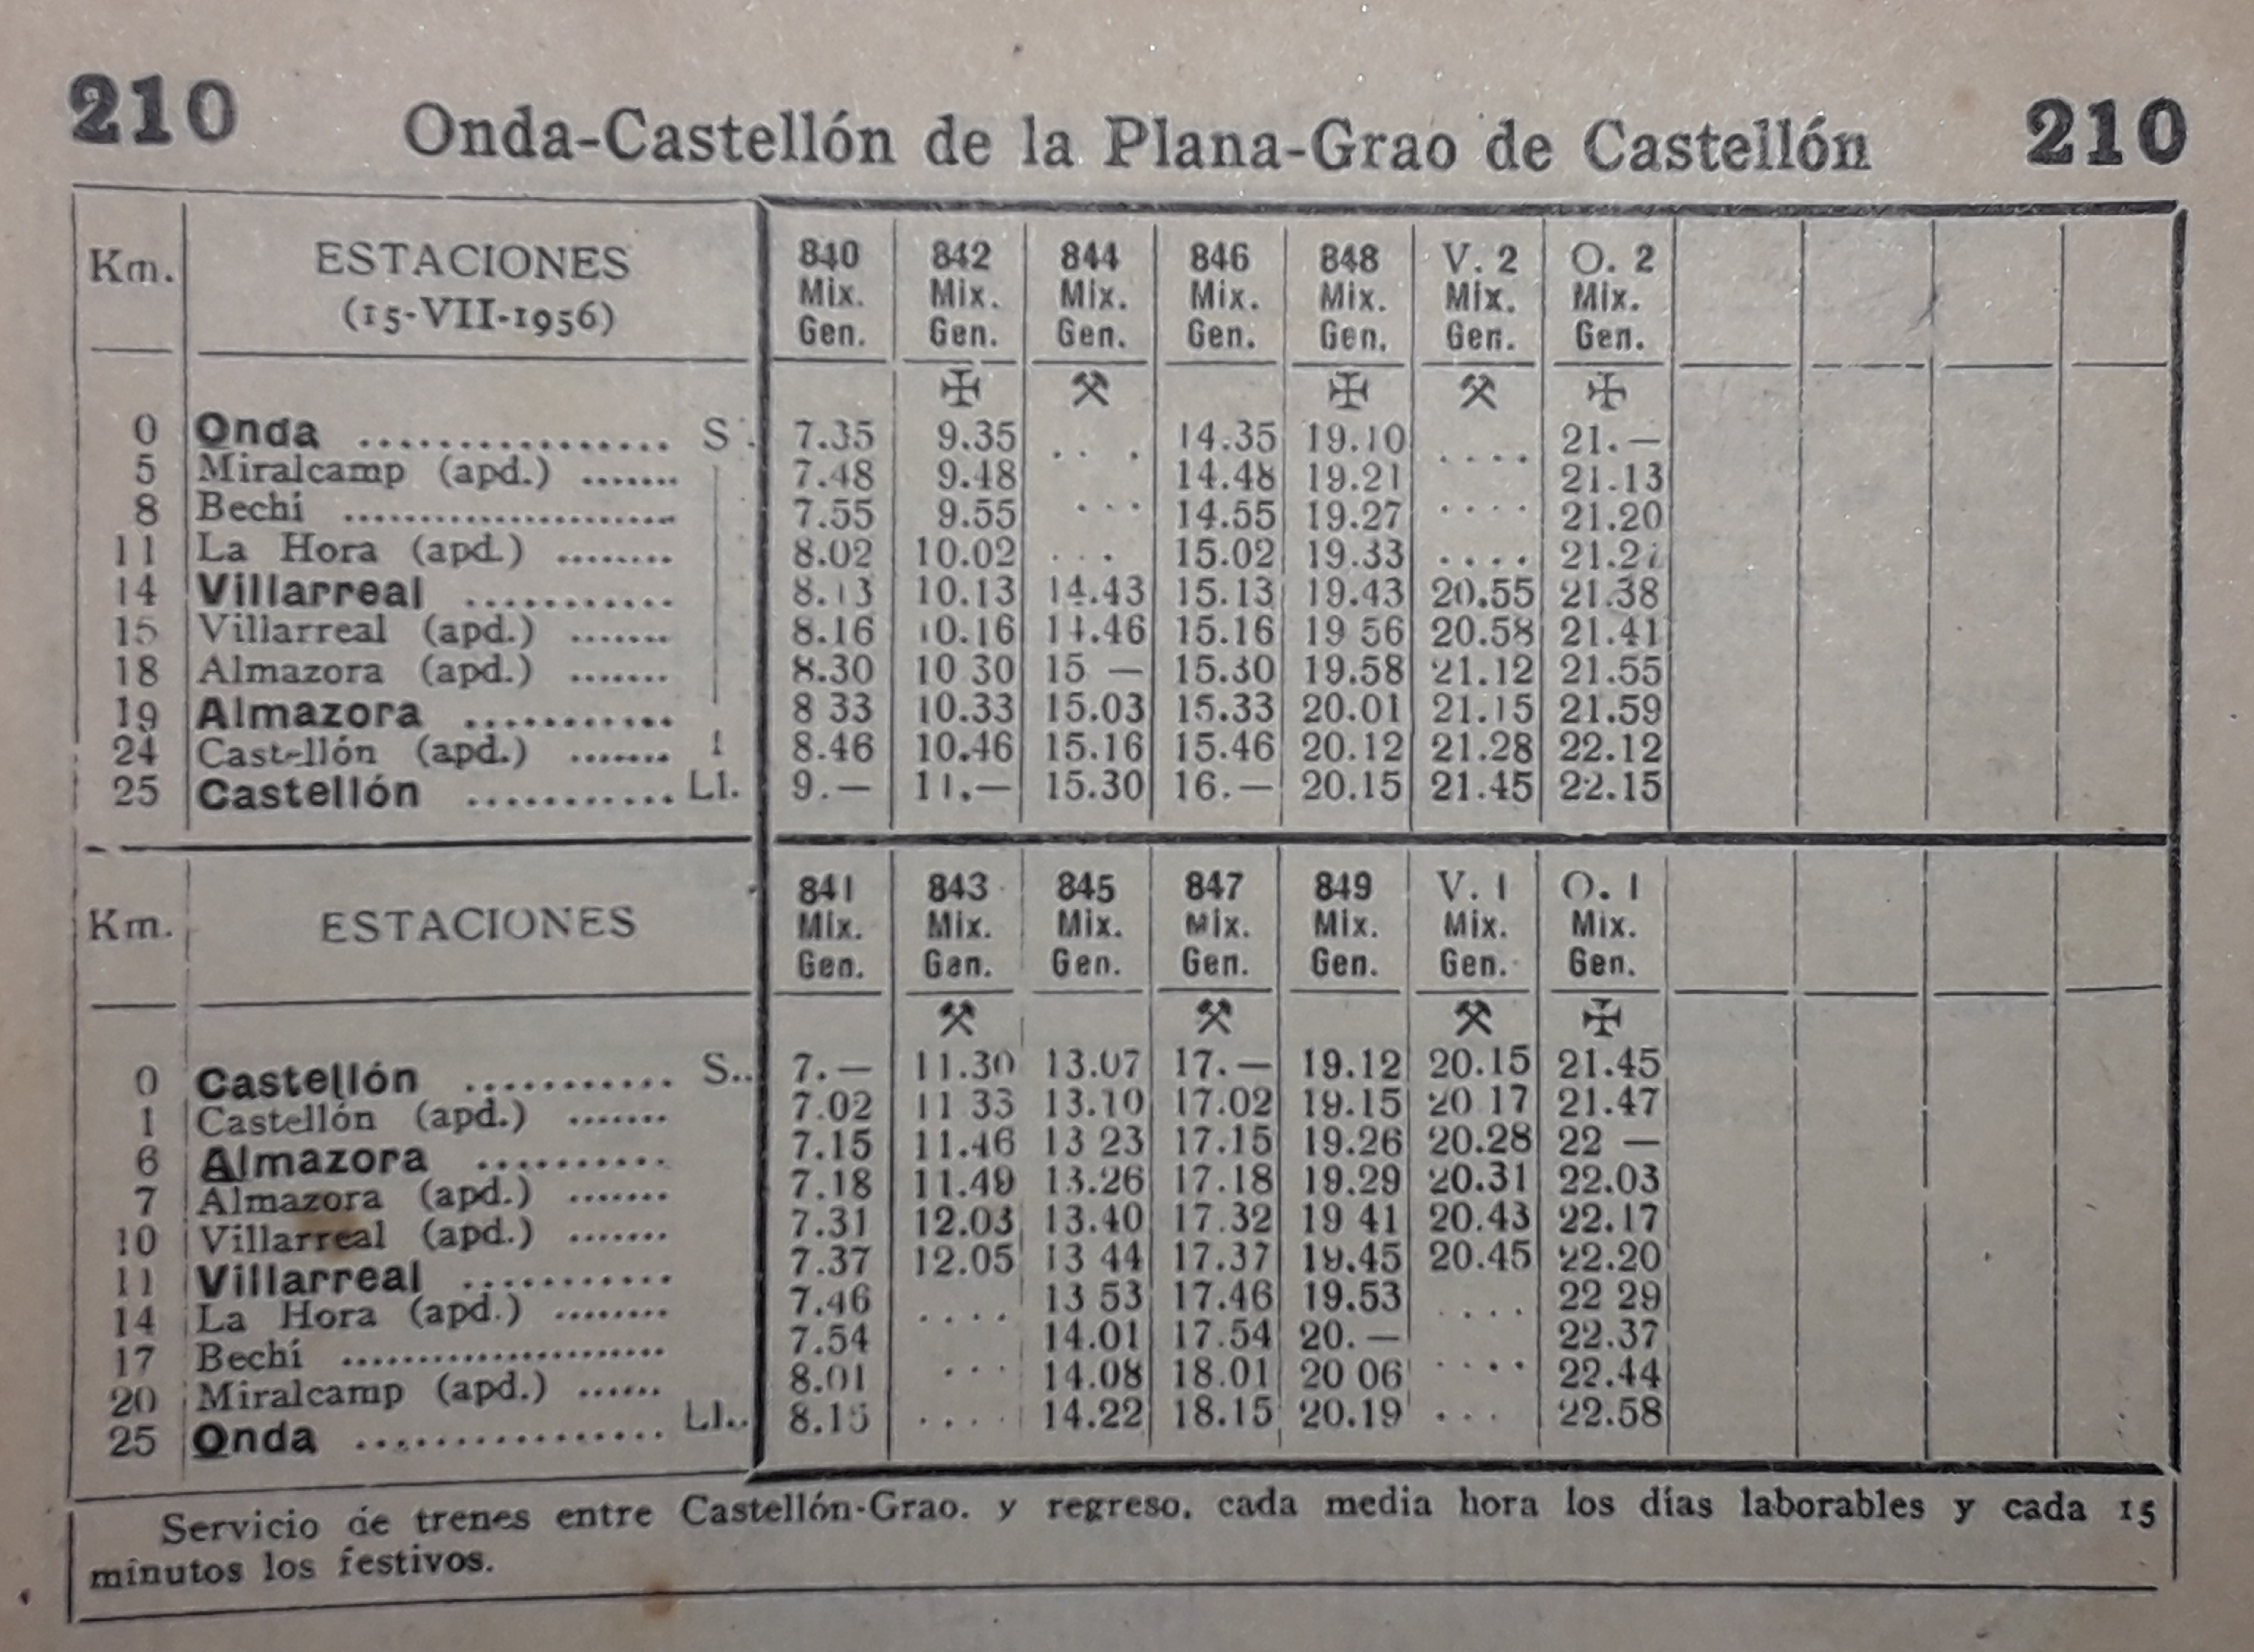 210 Onda-Castellón de la Plana-Grao de Castellón 210
Km. ESTACIONES 840 842 844 846 848 V. 2 O. 2
(15-VII-1956) Mix. Mix. Mix. Mix. Mix. Mix. Mix.
Gen. Gen. Gen. Gen. Gen. Gen. Gen.
✠ ⚒ ✠ ⚒ ✠
0 Onda ................. S . 7.35 9.35 .. . 14.35 19.10 .... 21.—
5 Miralcamp (apd.) ....... 7.48 9.48 14.48 19.21 21.13
8 Bechí ...................... 7.55 9.55 ... 14.55 19.27 .... 21.20
11 La Hora (apd.) ........ 8.02 10.02 ... 15.02 19.33 ....
14 Villarreal ........... 8.13 10.13 14.43 15.13 19.43 20.55 21.38
15 Villarreal (apd.) ....... 8.16 10.16 14.46 15.16 19 56 20.58 21.41
18 Almazora (apd.) ....... 8.30 10 30 15 — 15.30 19.58 21.12 21.55
19 Almazora ............ 8 33 10.33 15.03 15.33 20.01 21.15 21.59
24 Castellón (apd.) ....... 8.46 10.46 15.16 15.46 20.12 21.28 22.12
25 Castellón ............ Ll. 9.— 11.— 15.30 16.— 20.15 21.45 22.15
Km. ESTACIONES 841 843 845 847 849 V. 1 O. 1
Mix. Mix. Mix. Mix. Mix. Mix. Mix.
Gen. Gen. Gen. Gen. Gen. Gen. Gen.
⚒ ⚒ ⚒ ✠
0 Castellón ............ S.. 7.— 11.30 13.07 17.— 19.12 20.15 21.45
1 Castellón (apd.) ....... 7.02 11 33 13.10 17.02 19.15 20 17 21.47
6 Almazora .......... 7.15 11.46 13 23 17.15 19.26 20.28 22 —
7 Almazora (apd.) ....... 7.18 11.49 13.26 17.18 19.29 20.31 22.03
10 Villarreal (apd.) ....... 7.31 12.03 13.40 17.32 19 41 20.43 22.17
11 Villarreal ............ 7.37 12.05 13 44 17.37 19.45 20.45 22.20
14 La Hora (apd.) ........ 7.46 .... 13 53 17.46 19.53 .... 22 29
17 Bechí ...................... 7.54 14.01 17.54 20.— 22.37
20 Miralcamp (apd.) ...... 8.01 ... 14.08 18.01 20 06 .... 22.44
25 Onda ................. Ll.. 8.15 .... 14.22 18.15 20.19 ... 22.58
Servicio de trenes entre Castellón-Grao. y regreso, cada media hora los días laborables y cada 15
minutos los festivos.